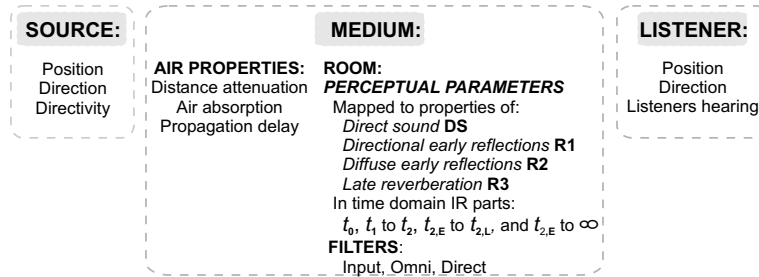 SOURCE:
Position
Direction
Directivity
MEDIUM:
AIR PROPERTIES:
Distance attenuation
Air absorption
Propagation delay
ROOM:
PERCEPTUAL PARAMETERS
Mapped to properties of:
Direct sound DS
Directional early reflections R1
Diffuse early reflections R2
Late reverberation R3
In time domain IR parts:
t₀, t₁ to t₂, t₂,E to t₂,L, and t₂,E to ∞
FILTERS:
Input, Omni, Direct
LISTENER:
Position
Direction
Listeners hearing